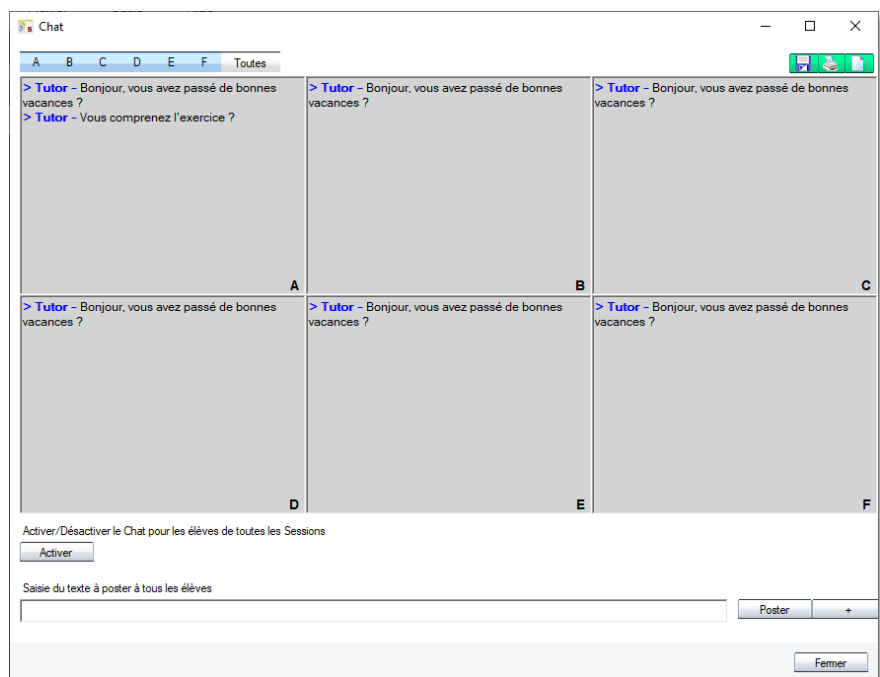 Chat
A B C D E F Toutes
> Tutor - Bonjour, vous avez passé de bonnes
vacances ?
> Tutor - Vous comprenez l'exercice ?
A
> Tutor - Bonjour, vous avez passé de bonnes
vacances ?
B
> Tutor - Bonjour, vous avez passé de bonnes
vacances ?
C
> Tutor - Bonjour, vous avez passé de bonnes
vacances ?
D
> Tutor - Bonjour, vous avez passé de bonnes
vacances ?
E
> Tutor - Bonjour, vous avez passé de bonnes
vacances ?
F
Activer/Désactiver le Chat pour les élèves de toutes les Sessions
Activer
Saisie du texte à poster à tous les élèves
Poster +
Fermer